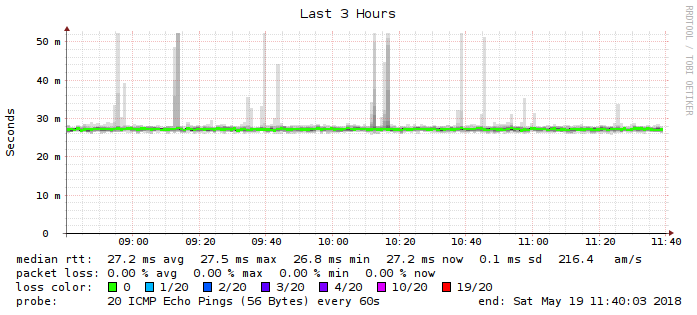 Last 3 Hours
RRDTOOL / TOBI OETIKER
Seconds
50 m
40 m
30 m
20 m
10 m
0
09:00 09:20 09:40 10:00 10:20 10:40 11:00 11:20 11:40
median rtt: 27.2 ms avg 27.5 ms max 26.8 ms min 27.2 ms now 0.1 ms sd 216.4 am/s
packet loss: 0.00 % avg 0.00 % max 0.00 % min 0.00 % now
loss color: 0 1/20 2/20 3/20 4/20 10/20 19/20
probe: 20 ICMP Echo Pings (56 Bytes) every 60s end: Sat May 19 11:40:03 2018